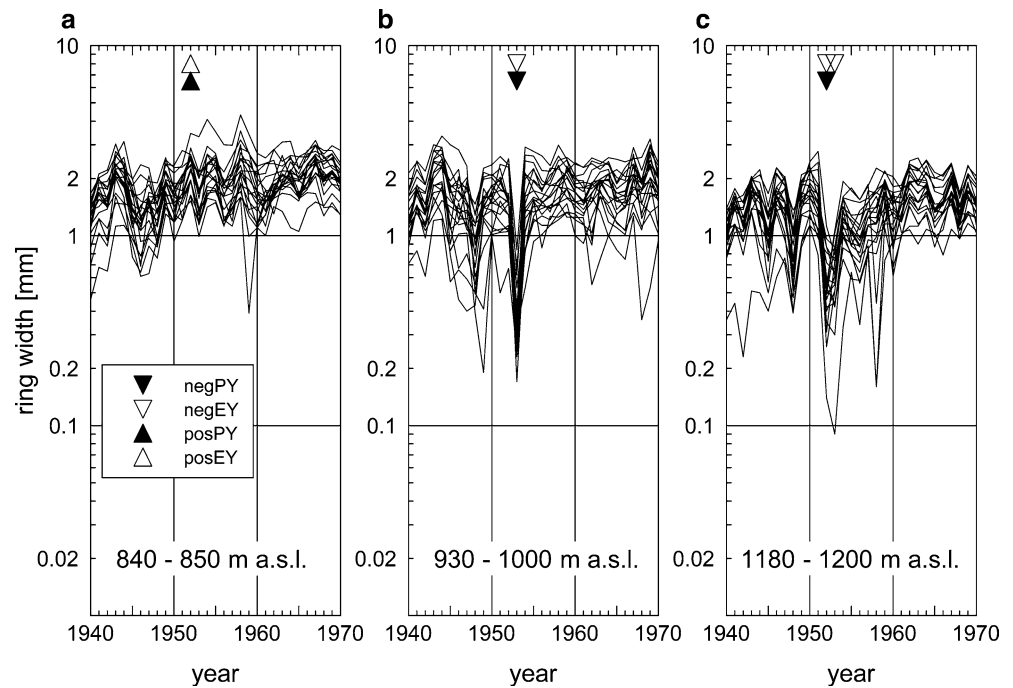 a b c
10 10 10
2 2 2
1 1 1
0.2 0.2 0.2
0.1 0.1 0.1
0.02 0.02 0.02
ring width [mm]
negPY
negEY
posPY
posEY
840 - 850 m a.s.l. 930 - 1000 m a.s.l. 1180 - 1200 m a.s.l.
1940 1950 1960 1970 1940 1950 1960 1970 1940 1950 1960 1970
year year year